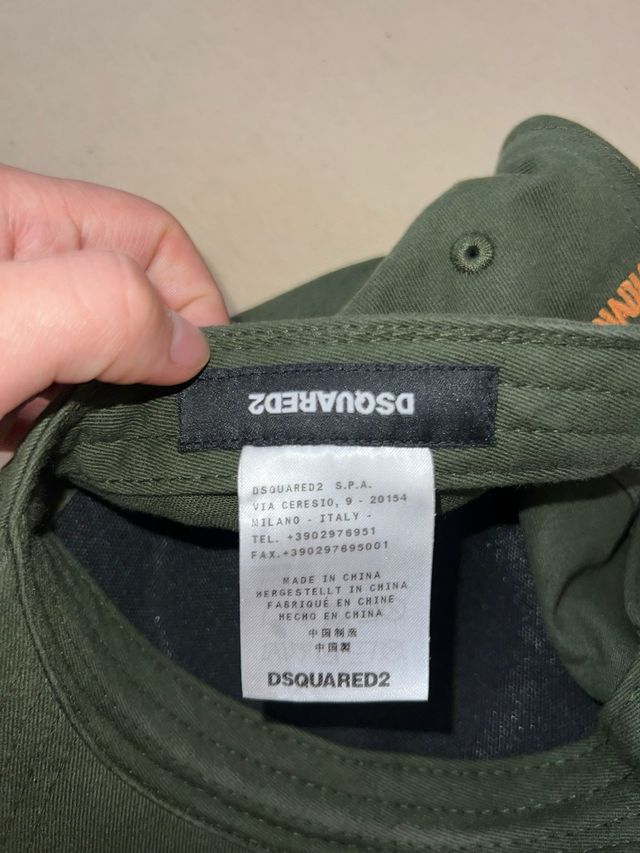 DSQUARED2
DSQUARED2 S.P.A.
VIA CERESIO, 9 - 20154
MILANO - ITALY -
TEL. +3902976951
FAX.+390297695001
MADE IN CHINA
HERGESTELLT IN CHINA
FABRIQUÉ EN CHINE
HECHO EN CHINA
中国制造
中国製
DSQUARED2